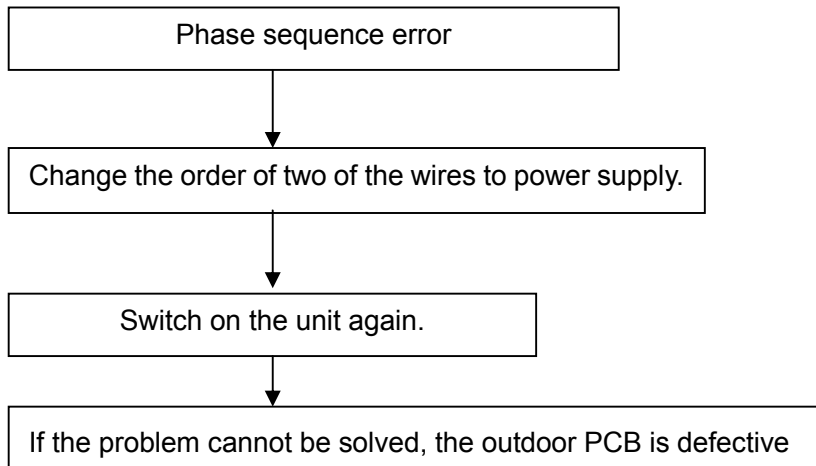 Phase sequence error
Change the order of two of the wires to power supply.
Switch on the unit again.
If the problem cannot be solved, the outdoor PCB is defective